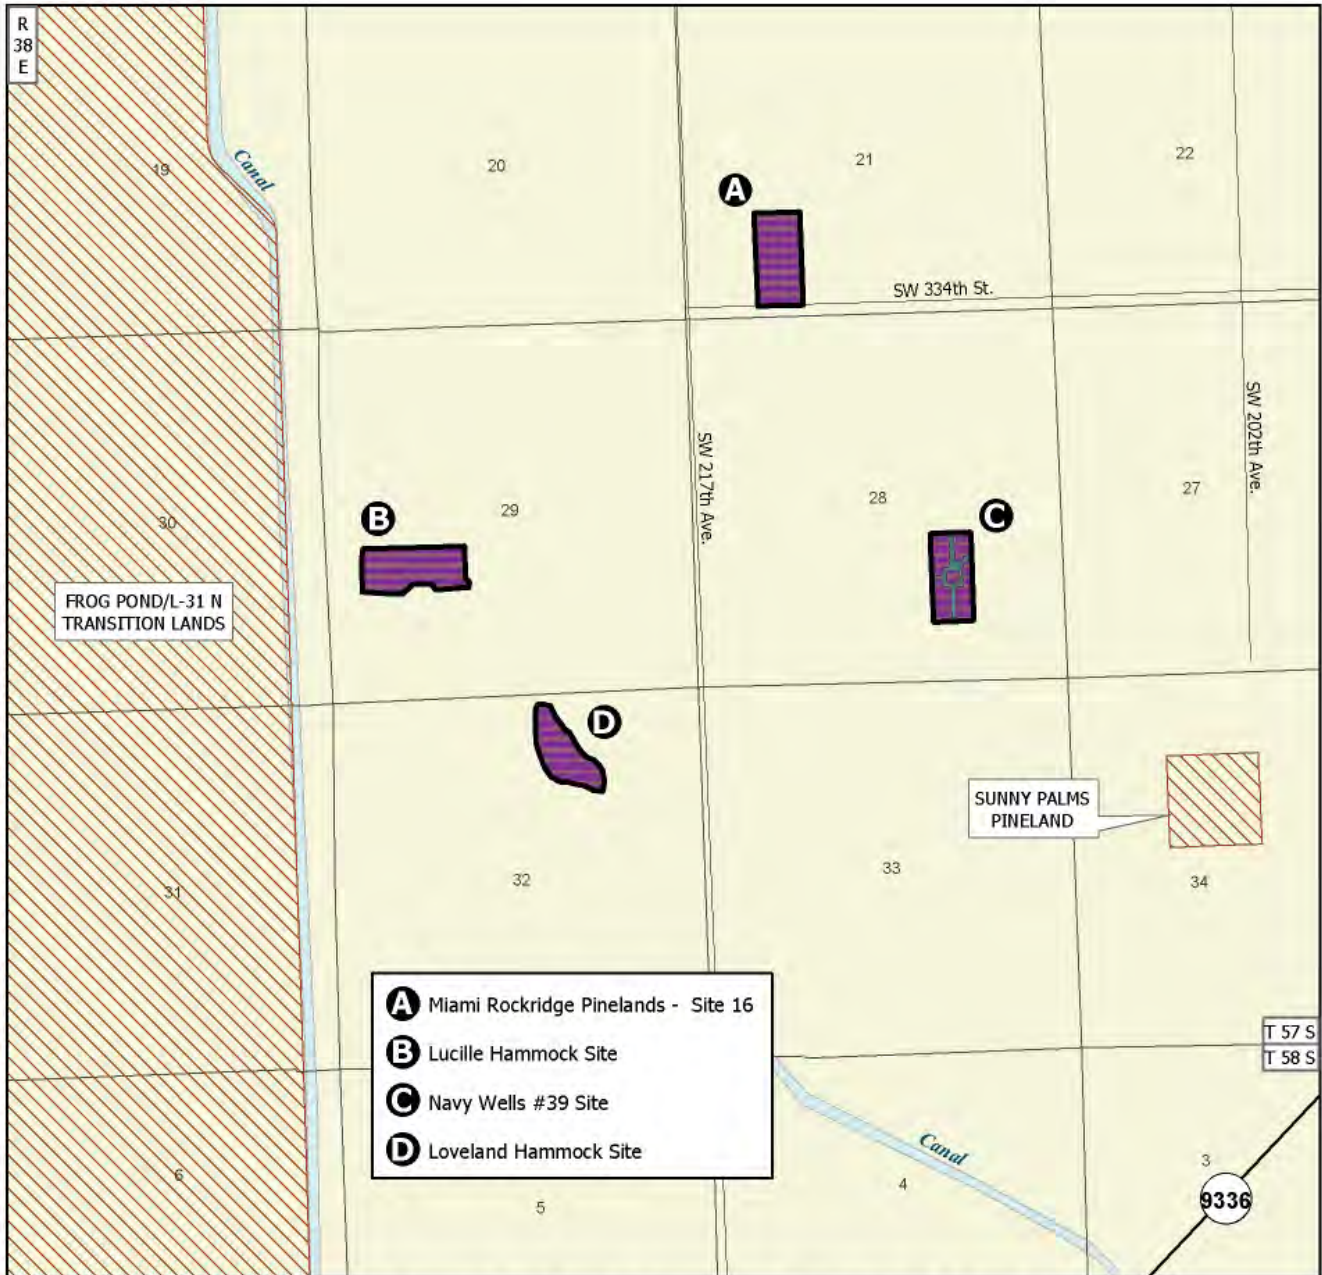 R
38
E
19
Canal
20
21
22
A
SW 334th St.
SW 202th Ave.
SW 217th Ave.
30
B
29
28
C
27
FROG POND/L-31 N
TRANSITION LANDS
D
SUNNY PALMS
PINELAND
31
32
33
34
A Miami Rockridge Pinelands - Site 16
B Lucille Hammock Site
C Navy Wells #39 Site
D Loveland Hammock Site
T 57 S
T 58 S
Canal
6
5
4
3
9336